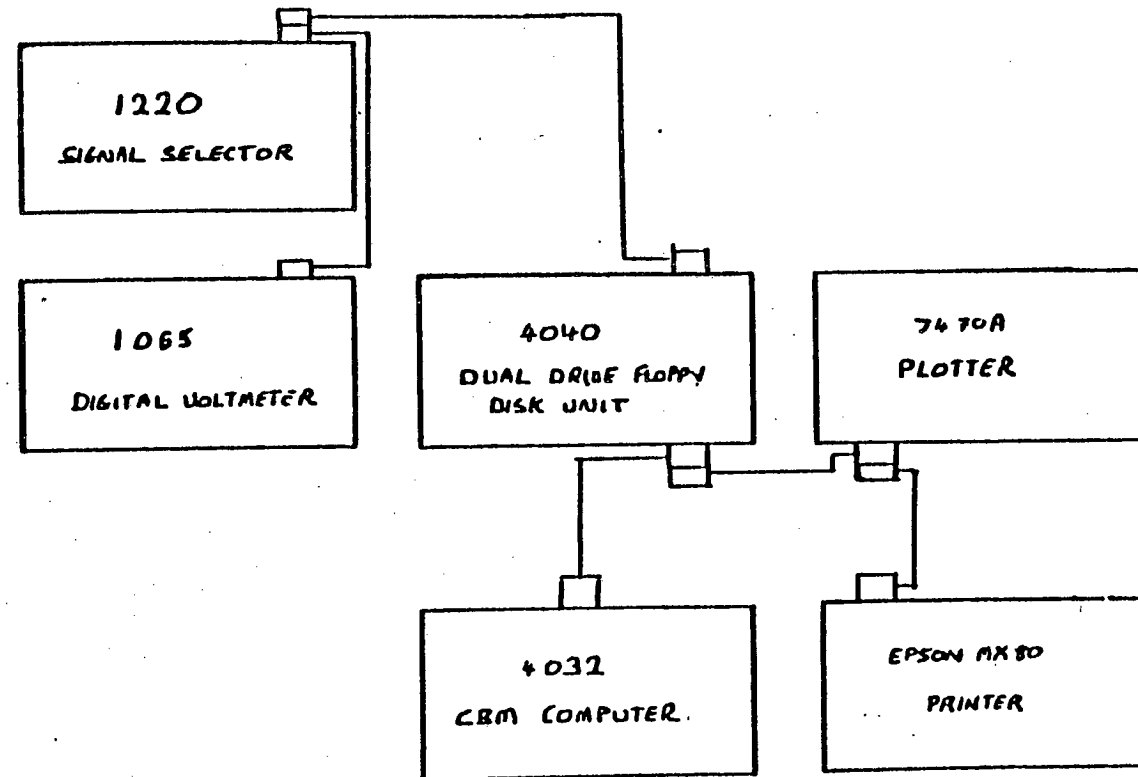 1220
SIGNAL SELECTOR
1065
DIGITAL VOLTMETER
4040
DUAL DRIVE FLOPPY
DISK UNIT
7470A
PLOTTER
4032
CBM COMPUTER.
EPSON MX80
PRINTER